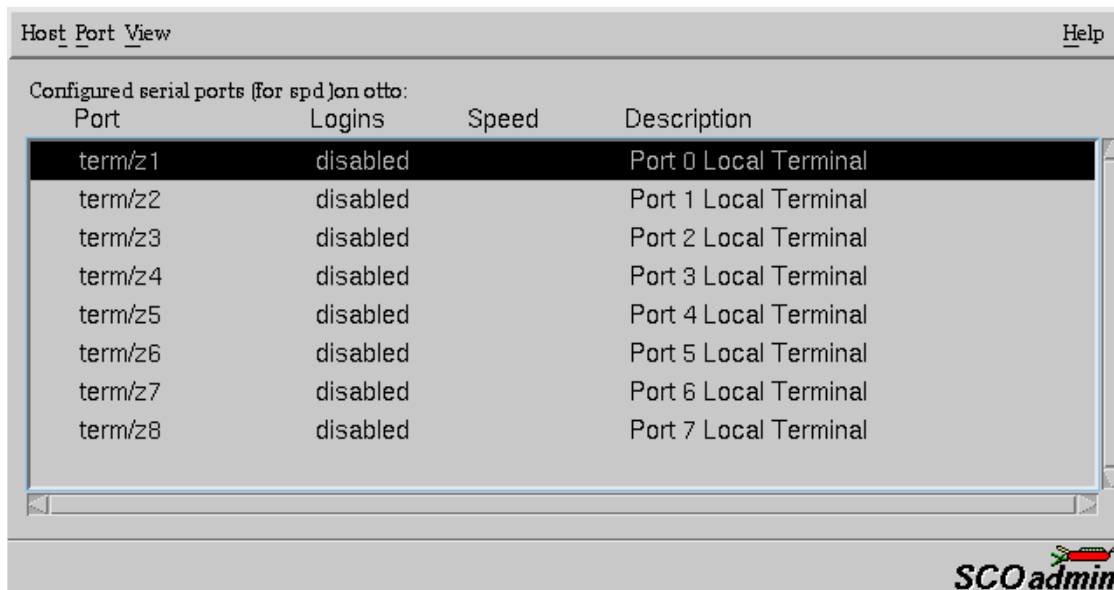 Host Port View Help
Configured serial ports (for spd )on otto:
Port Logins Speed Description
term/z1 disabled Port 0 Local Terminal
term/z2 disabled Port 1 Local Terminal
term/z3 disabled Port 2 Local Terminal
term/z4 disabled Port 3 Local Terminal
term/z5 disabled Port 4 Local Terminal
term/z6 disabled Port 5 Local Terminal
term/z7 disabled Port 6 Local Terminal
term/z8 disabled Port 7 Local Terminal
SCOadmin